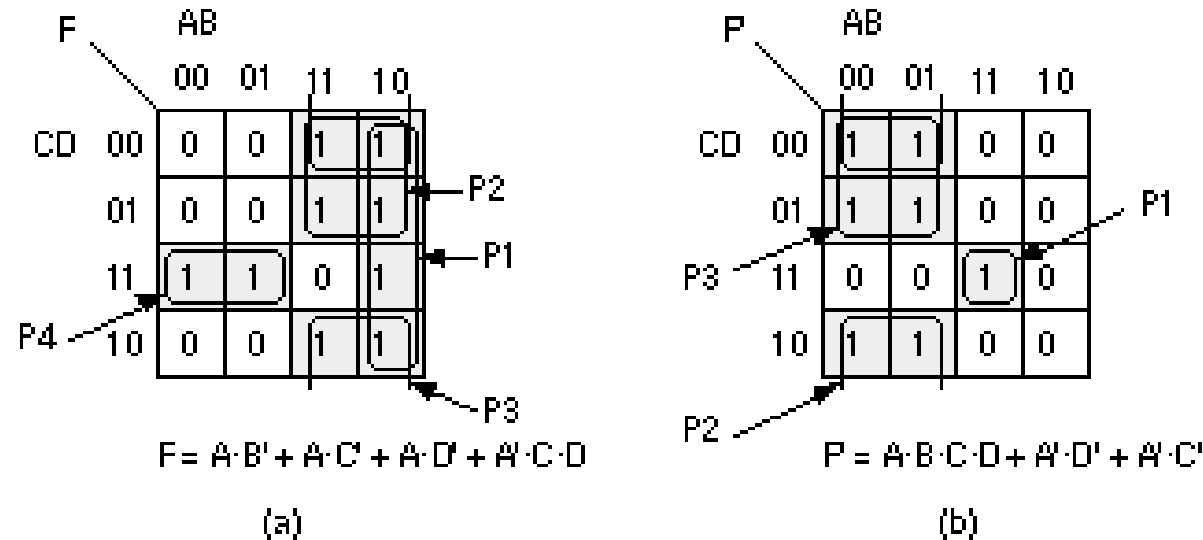 F AB
00 01 11 10
CD 00 0 0 1 1
01 0 0 1 1
11 1 1 0 1
10 0 0 1 1
P2
P1
P4
P3
F = A·B' + A·C' + A·D' + A'·C·D
(a)
F' AB
00 01 11 10
CD 00 1 1 0 0
01 1 1 0 0
11 0 0 1 0
10 1 1 0 0
P1
P3
P2
F' = A·B·C·D + A'·D' + A'·C'
(b)